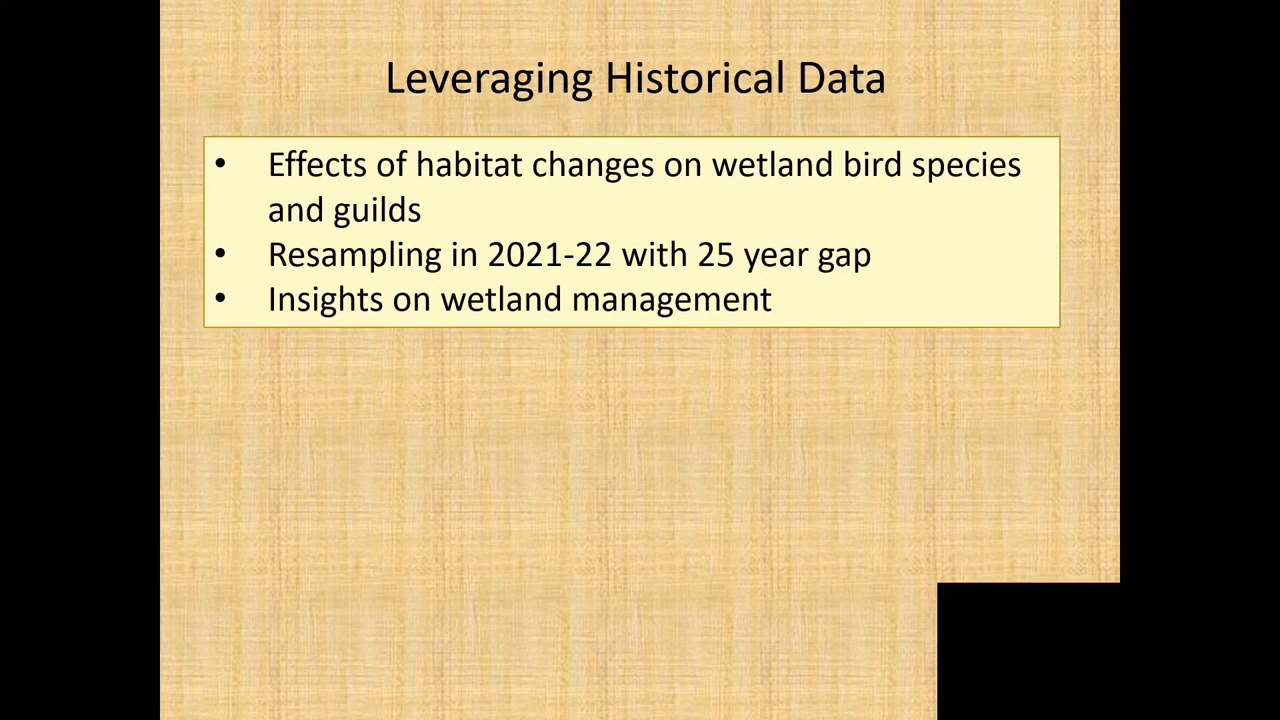 Leveraging Historical Data
• Effects of habitat changes on wetland bird species
and guilds
• Resampling in 2021-22 with 25 year gap
• Insights on wetland management